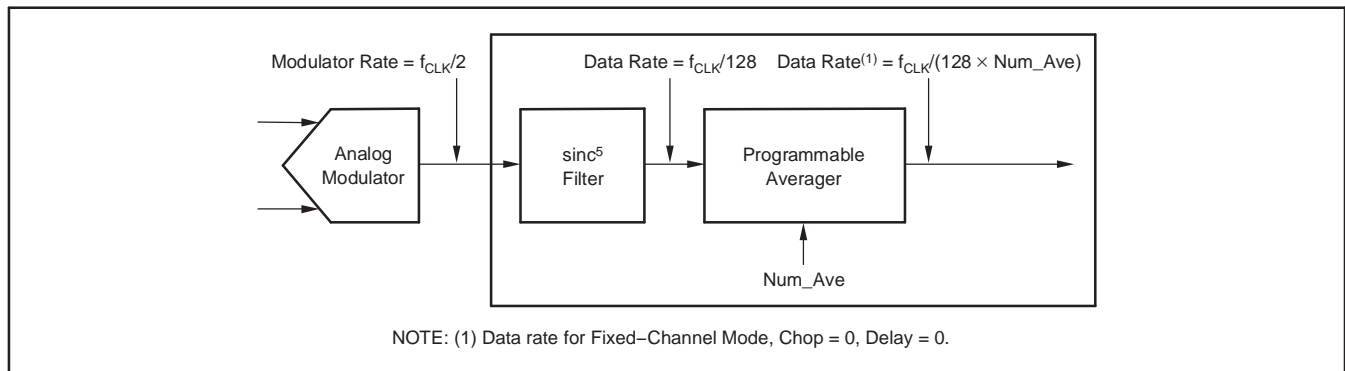 Modulator Rate = fCLK/2
Data Rate = fCLK/128
Data Rate(1) = fCLK/(128 × Num_Ave)
Analog
Modulator
sinc5
Filter
Programmable
Averager
Num_Ave
NOTE: (1) Data rate for Fixed−Channel Mode, Chop = 0, Delay = 0.